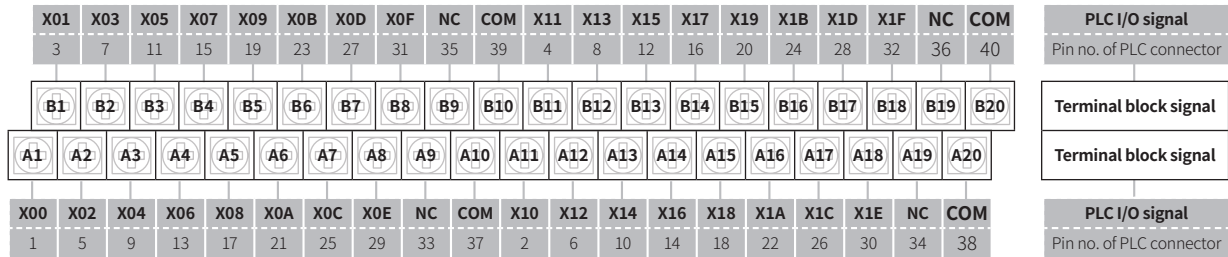 X01 X03 X05 X07 X09 X0B X0D X0F NC COM X11 X13 X15 X17 X19 X1B X1D X1F NC COM PLC I/O signal
3 7 11 15 19 23 27 31 35 39 4 8 12 16 20 24 28 32 36 40 Pin no. of PLC connector
B1 B2 B3 B4 B5 B6 B7 B8 B9 B10 B11 B12 B13 B14 B15 B16 B17 B18 B19 B20 Terminal block signal
A1 A2 A3 A4 A5 A6 A7 A8 A9 A10 A11 A12 A13 A14 A15 A16 A17 A18 A19 A20 Terminal block signal
X00 X02 X04 X06 X08 X0A X0C X0E NC COM X10 X12 X14 X16 X18 X1A X1C X1E NC COM PLC I/O signal
1 5 9 13 17 21 25 29 33 37 2 6 10 14 18 22 26 30 34 38 Pin no. of PLC connector